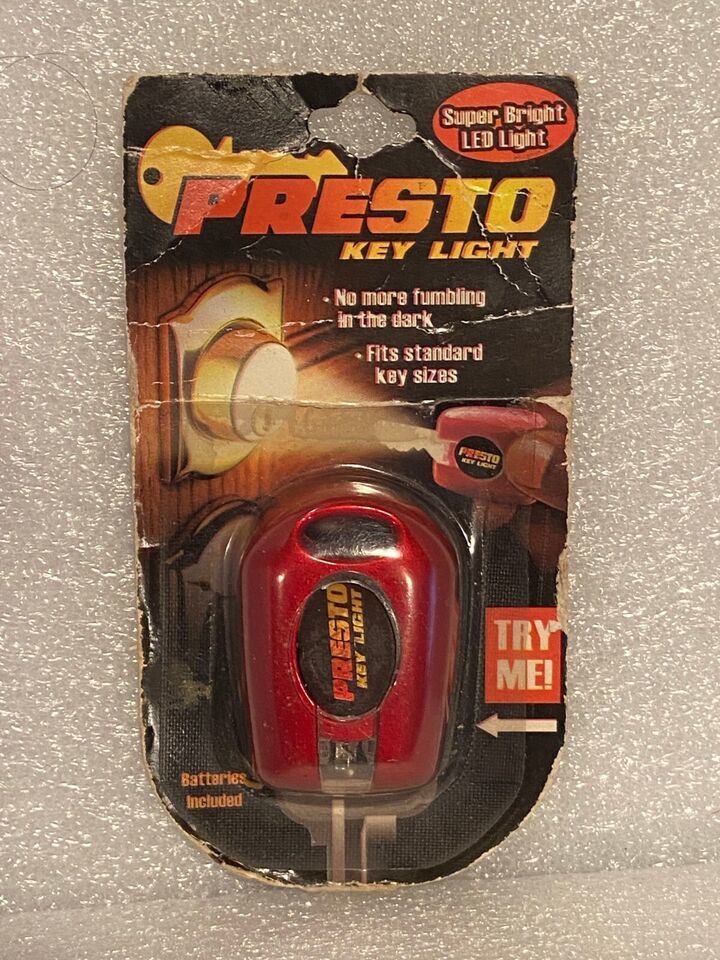 Super Bright
LED Light
PRESTO
KEY LIGHT
• No more fumbling
in the dark
• Fits standard
key sizes
PRESTO
KEY LIGHT
PRESTO
KEY LIGHT
TRY
ME!
Batteries
Included